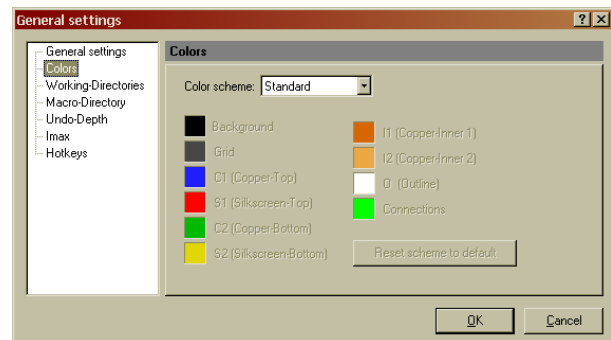 General settings
General settings
Colors
Working-Directories
Macro-Directory
Undo-Depth
Imax
Hotkeys
Colors
Color scheme: Standard
Background
Grid
C1 (Copper-Top)
S1 (Silkscreen-Top)
C2 (Copper-Bottom)
S2 (Silkscreen-Bottom)
I1 (Copper-Inner 1)
I2 (Copper-Inner 2)
O (Outline)
Connections
Reset scheme to default
OK
Cancel